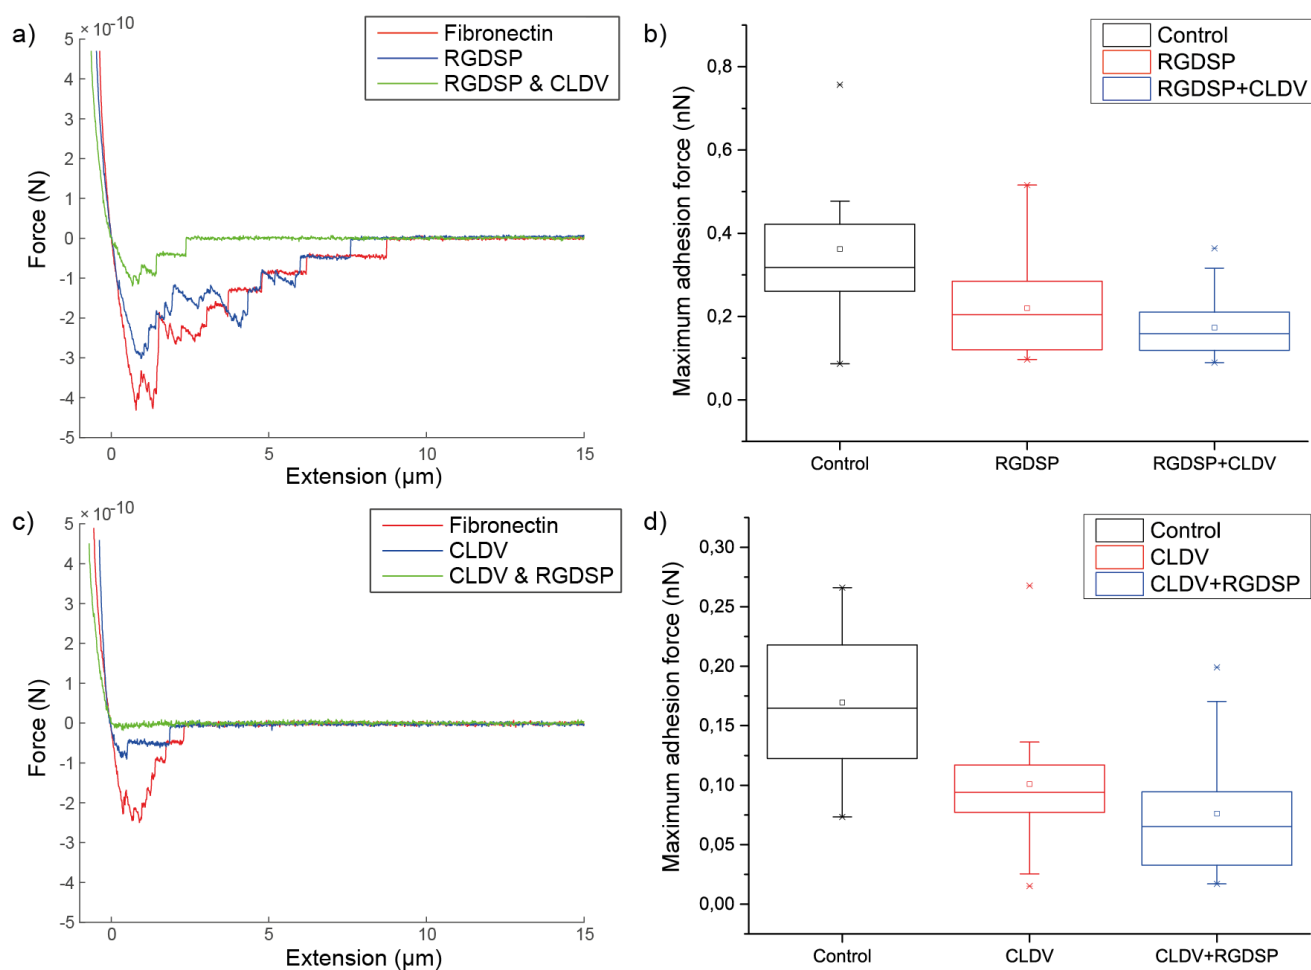 a)
× 10⁻¹⁰
Fibronectin
RGDSP
RGDSP & CLDV
5
4
3
2
1
0
-1
-2
-3
-4
-5
Force (N)
0
5
10
15
Extension (µm)
b)
Control
RGDSP
RGDSP+CLDV
0,8
0,6
0,4
0,2
0,0
Maximum adhesion force (nN)
Control
RGDSP
RGDSP+CLDV
c)
× 10⁻¹⁰
Fibronectin
CLDV
CLDV & RGDSP
5
4
3
2
1
0
-1
-2
-3
-4
-5
Force (N)
0
5
10
15
Extension (µm)
d)
Control
CLDV
CLDV+RGDSP
0,30
0,25
0,20
0,15
0,10
0,05
0,00
Maximum adhesion force (nN)
Control
CLDV
CLDV+RGDSP